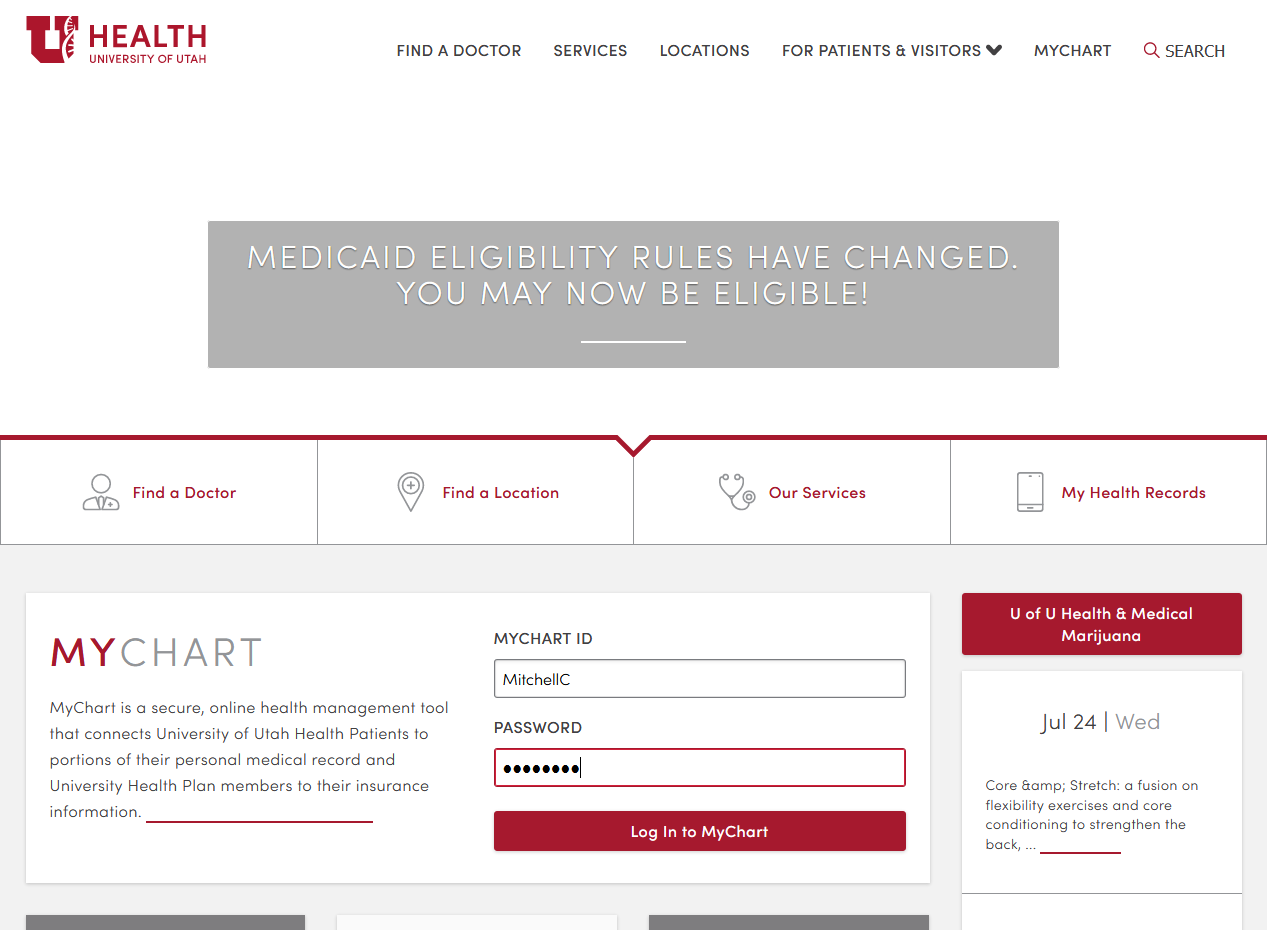 HEALTH
UNIVERSITY OF UTAH
FIND A DOCTOR
SERVICES
LOCATIONS
FOR PATIENTS & VISITORS
MYCHART
SEARCH
MEDICAID ELIGIBILITY RULES HAVE CHANGED.
YOU MAY NOW BE ELIGIBLE!
Find a Doctor
Find a Location
Our Services
My Health Records
MYCHART
MyChart is a secure, online health management tool
that connects University of Utah Health Patients to
portions of their personal medical record and
University Health Plan members to their insurance
information.
MYCHART ID
MitchellC
PASSWORD
••••••••
Log In to MyChart
U of U Health & Medical
Marijuana
Jul 24 | Wed
Core &amp; Stretch: a fusion on
flexibility exercises and core
conditioning to strengthen the
back, ...